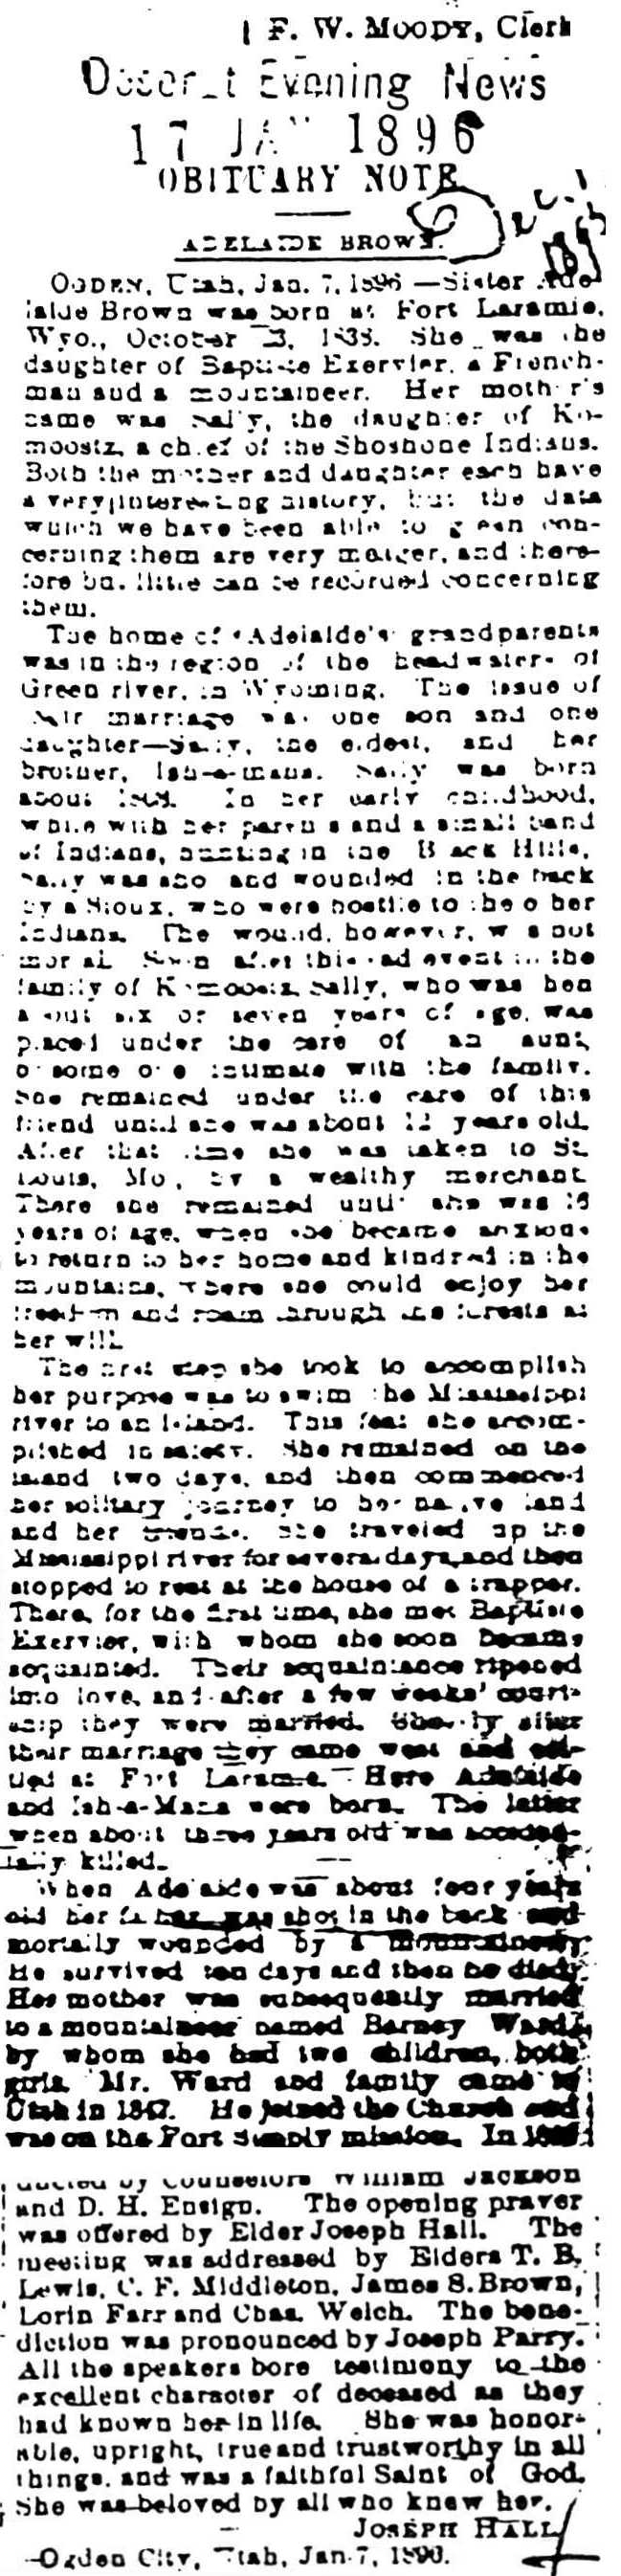 F. W. MOODY, Clerk
Evening News
17 1896
OBITUARY NOTE
ADELAIDE BROWN.
OGDEN, Utah, Jan. 7, 1896 —Sister Ade-
laide Brown was born at Fort Laramie,
Wyo., October 1838. She was the
daughter of Baptiste Exervier, a French-
man and a mountaineer. Her mother's
name was Sally, the daughter of Ko-
moostz, a chief of the Shoshone Indians.
Both the mother and daughter each have
a very interesting history, but the data
which we have been able to glean con-
cerning them are very meager, and there-
fore but little can be recorded concerning
them.
The home of Adelaide's grandparents
was in the region of the headwaters of
Green river, in Wyoming. The issue of
their marriage was one son and one
daughter—Sally, the eldest, and her
brother, Ish-a-mana. Sally was born
about In her early childhood,
while with her parents and a small band
of Indians, hunting in the Black Hills,
Sally was shot and wounded in the back
by a Sioux, who were hostile to the other
Indians. The wound, however, was not
mortal. Soon after this sad event in the
family of Komoostz, Sally, who was then
about six or seven years of age, was
placed under the care of an aunt,
or some one intimate with the family.
She remained under the care of this
friend until she was about 12 years old.
After that time she was taken to St.
Louis, Mo., by a wealthy merchant.
There she remained until she was 16
years of age, when she became anxious
to return to her home and kindred in the
mountains, where she could enjoy her
freedom and roam through the forests at
her will.
The first step she took to accomplish
her purpose was to swim the Mississippi
river to an island. This feat she accom-
plished in safety. She remained on the
island two days, and then commenced
her solitary journey to her native land
and her friends. She traveled up the
Mississippi river for several days, and then
stopped to rest at the house of a trapper.
There, for the first time, she met Baptiste
Exervier, with whom she soon became
acquainted. Their acquaintance ripened
into love, and after a few weeks' court-
ship they were married. Shortly after
their marriage they came west and set-
tled at Fort Laramie. Here Adelaide
and Ish-a-Mana were born. The latter
when about three years old was acciden-
tally killed.
When Adelaide was about four years
old her father was shot in the back and
mortally wounded by a mountaineer.
He survived ten days and then he died.
Her mother was subsequently married
to a mountaineer named Barney Ward,
by whom she had two children, both
girls. Mr. Ward and family came to
Utah in 1847. He joined the Church and
was on the Fort Supply mission. In
ducted by Counselors William Jackson
and D. H. Ensign. The opening prayer
was offered by Elder Joseph Hall. The
meeting was addressed by Elders T. B.
Lewis, C. F. Middleton, James S. Brown,
Lorin Farr and Chas. Welch. The bene-
diction was pronounced by Joseph Parry.
All the speakers bore testimony to the
excellent character of deceased as they
had known her in life. She was honor-
able, upright, true and trustworthy in all
things, and was a faithful Saint of God.
She was beloved by all who knew her.
JOSEPH HALL
Ogden City, Utah, Jan. 7, 1896.